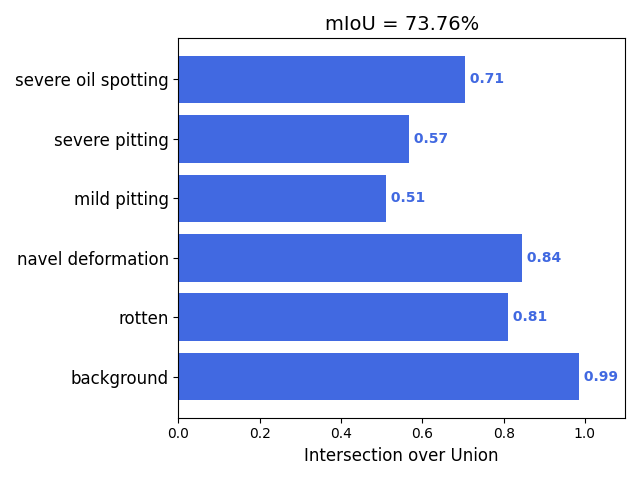 mIoU = 73.76%
severe oil spotting 0.71
severe pitting 0.57
mild pitting 0.51
navel deformation 0.84
rotten 0.81
background 0.99
0.0 0.2 0.4 0.6 0.8 1.0
Intersection over Union